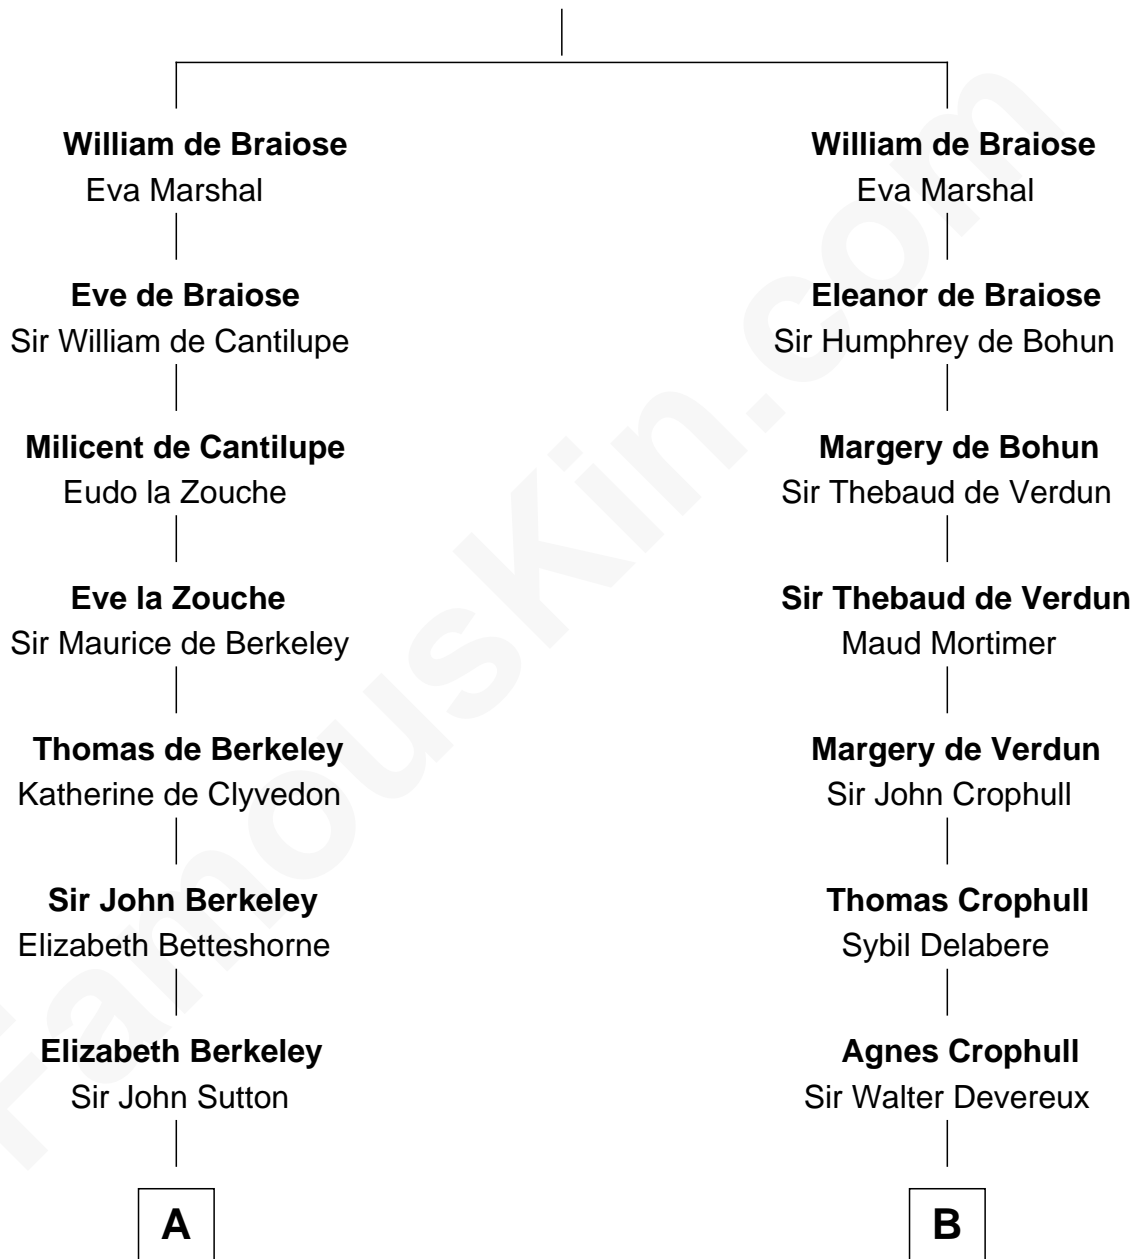 William de Braiose
Eva Marshal
Eve de Braiose
Sir William de Cantilupe
Milicent de Cantilupe
Eudo la Zouche
Eve la Zouche
Sir Maurice de Berkeley
Thomas de Berkeley
Katherine de Clyvedon
Sir John Berkeley
Elizabeth Betteshorne
Elizabeth Berkeley
Sir John Sutton
A
William de Braiose
Eva Marshal
Eleanor de Braiose
Sir Humphrey de Bohun
Margery de Bohun
Sir Thebaud de Verdun
Sir Thebaud de Verdun
Maud Mortimer
Margery de Verdun
Sir John Crophull
Thomas Crophull
Sybil Delabere
Agnes Crophull
Sir Walter Devereux
B
FamousKin.com